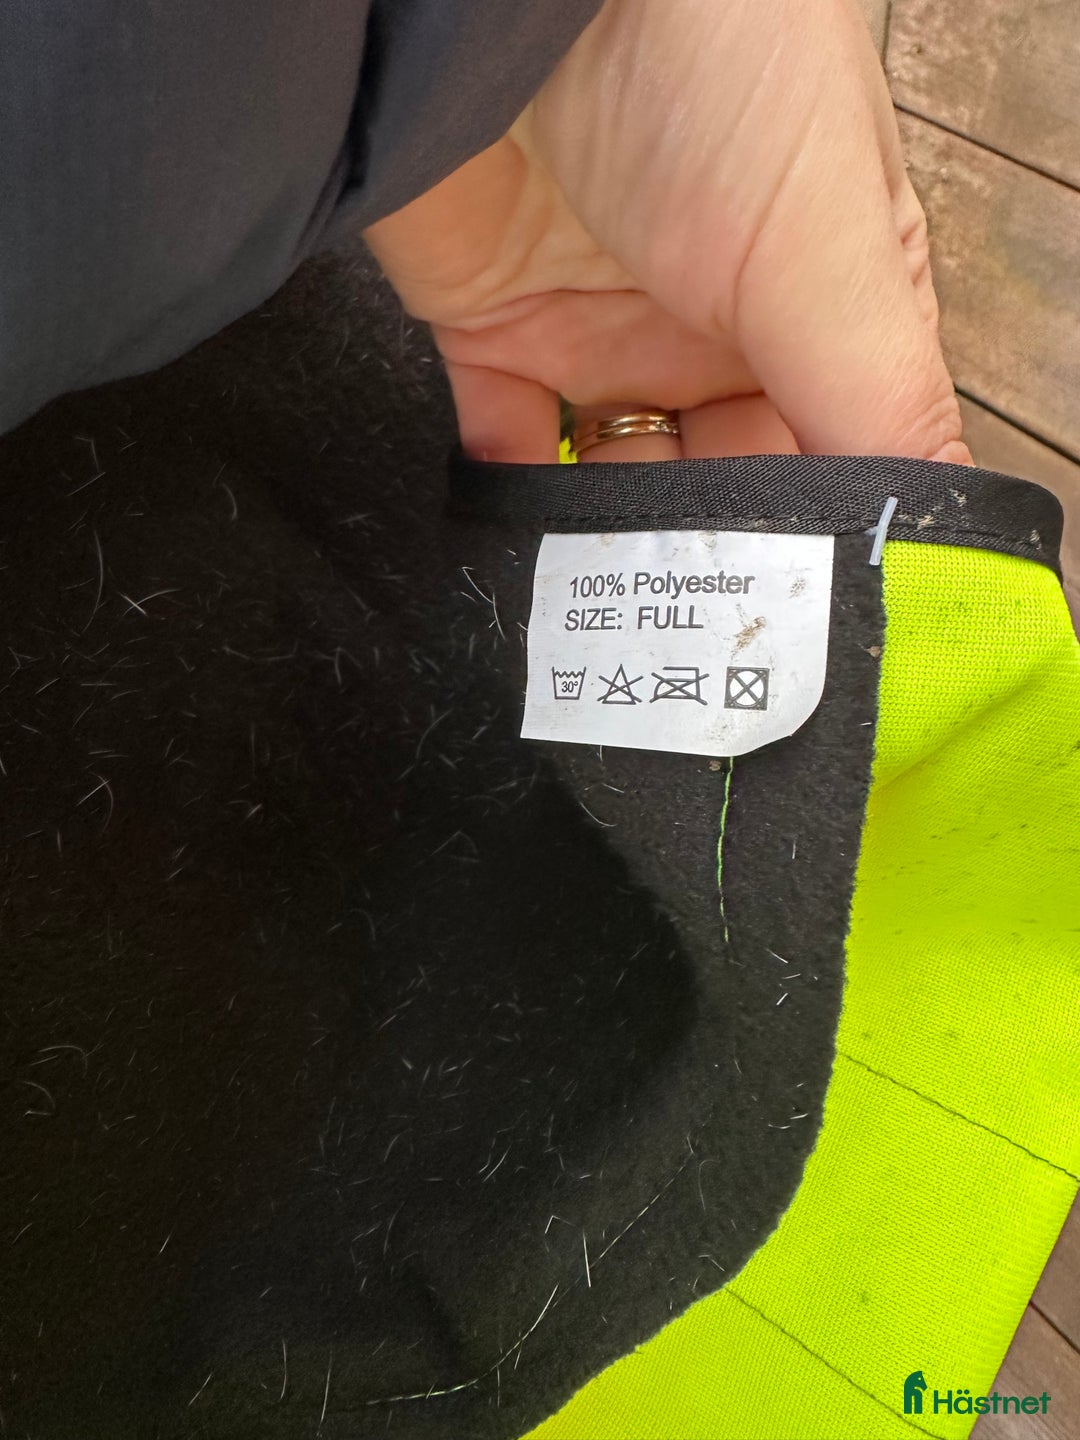 100% Polyester
SIZE: FULL
30°
Hästnet